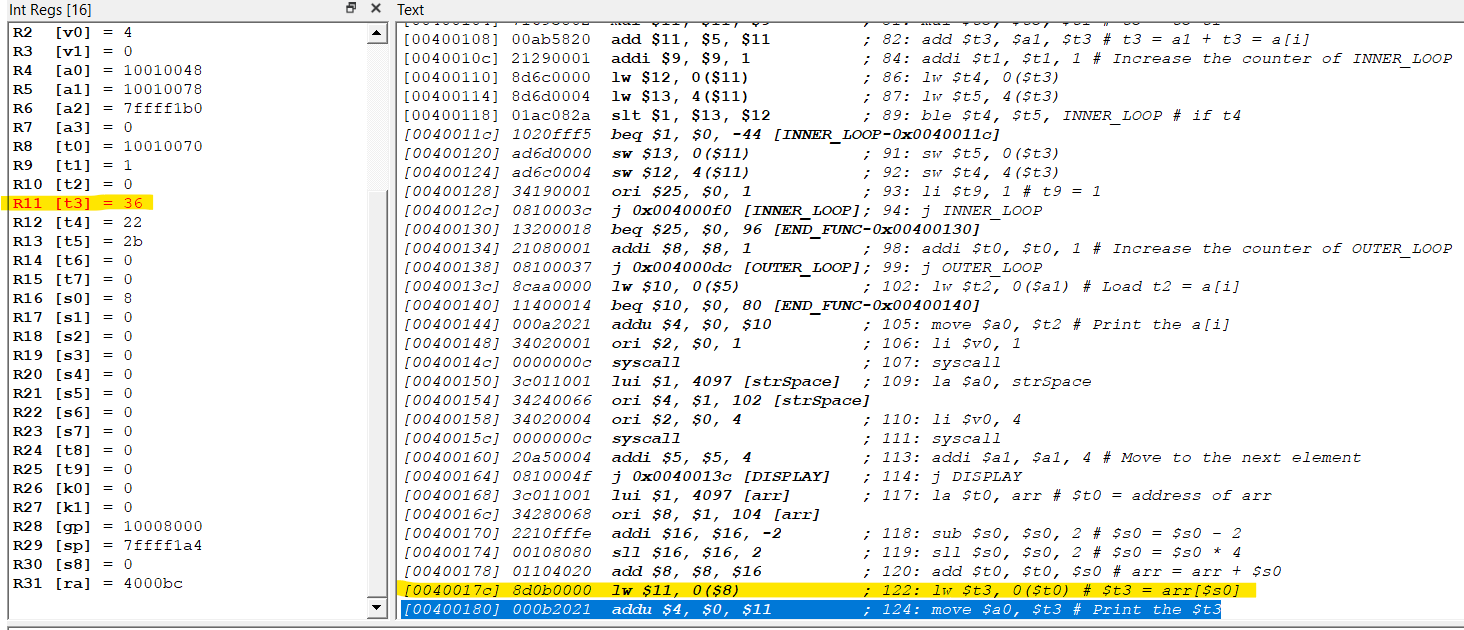 Int Regs [16]
R2 [v0] = 4
R3 [v1] = 0
R4 [a0] = 10010048
R5 [a1] = 10010078
R6 [a2] = 7ffff1b0
R7 [a3] = 0
R8 [t0] = 10010070
R9 [t1] = 1
R10 [t2] = 0
R11 [t3] = 36
R12 [t4] = 22
R13 [t5] = 2b
R14 [t6] = 0
R15 [t7] = 0
R16 [s0] = 8
R17 [s1] = 0
R18 [s2] = 0
R19 [s3] = 0
R20 [s4] = 0
R21 [s5] = 0
R22 [s6] = 0
R23 [s7] = 0
R24 [t8] = 0
R25 [t9] = 0
R26 [k0] = 0
R27 [k1] = 0
R28 [gp] = 10008000
R29 [sp] = 7ffff1a4
R30 [s8] = 0
R31 [ra] = 4000bc
Text
[00400108] 00ab5820 add $11, $5, $11 ; 82: add $t3, $a1, $t3 # t3 = a1 + t3 = a[i]
[0040010c] 21290001 addi $9, $9, 1 ; 84: addi $t1, $t1, 1 # Increase the counter of INNER_LOOP
[00400110] 8d6c0000 lw $12, 0($11) ; 86: lw $t4, 0($t3)
[00400114] 8d6d0004 lw $13, 4($11) ; 87: lw $t5, 4($t3)
[00400118] 01ac082a slt $1, $13, $12 ; 89: ble $t4, $t5, INNER_LOOP # if t4
[0040011c] 1020fff5 beq $1, $0, -44 [INNER_LOOP-0x0040011c]
[00400120] ad6d0000 sw $13, 0($11) ; 91: sw $t5, 0($t3)
[00400124] ad6c0004 sw $12, 4($11) ; 92: sw $t4, 4($t3)
[00400128] 34190001 ori $25, $0, 1 ; 93: li $t9, 1 # t9 = 1
[0040012c] 0810003c j 0x004000f0 [INNER_LOOP]; 94: j INNER_LOOP
[00400130] 13200018 beq $25, $0, 96 [END_FUNC-0x00400130]
[00400134] 21080001 addi $8, $8, 1 ; 98: addi $t0, $t0, 1 # Increase the counter of OUTER_LOOP
[00400138] 08100037 j 0x004000dc [OUTER_LOOP]; 99: j OUTER_LOOP
[0040013c] 8caa0000 lw $10, 0($5) ; 102: lw $t2, 0($a1) # Load t2 = a[i]
[00400140] 11400014 beq $10, $0, 80 [END_FUNC-0x00400140]
[00400144] 000a2021 addu $4, $0, $10 ; 105: move $a0, $t2 # Print the a[i]
[00400148] 34020001 ori $2, $0, 1 ; 106: li $v0, 1
[0040014c] 0000000c syscall ; 107: syscall
[00400150] 3c011001 lui $1, 4097 [strSpace] ; 109: la $a0, strSpace
[00400154] 34240066 ori $4, $1, 102 [strSpace]
[00400158] 34020004 ori $2, $0, 4 ; 110: li $v0, 4
[0040015c] 0000000c syscall ; 111: syscall
[00400160] 20a50004 addi $5, $5, 4 ; 113: addi $a1, $a1, 4 # Move to the next element
[00400164] 0810004f j 0x0040013c [DISPLAY] ; 114: j DISPLAY
[00400168] 3c011001 lui $1, 4097 [arr] ; 117: la $t0, arr # $t0 = address of arr
[0040016c] 34280068 ori $8, $1, 104 [arr]
[00400170] 2210fffe addi $16, $16, -2 ; 118: sub $s0, $s0, 2 # $s0 = $s0 - 2
[00400174] 00108080 sll $16, $16, 2 ; 119: sll $s0, $s0, 2 # $s0 = $s0 * 4
[00400178] 01104020 add $8, $8, $16 ; 120: add $t0, $t0, $s0 # arr = arr + $s0
[0040017c] 8d0b0000 lw $11, 0($8) ; 122: lw $t3, 0($t0) # $t3 = arr[$s0]
[00400180] 000b2021 addu $4, $0, $11 ; 124: move $a0, $t3 # Print the $t3